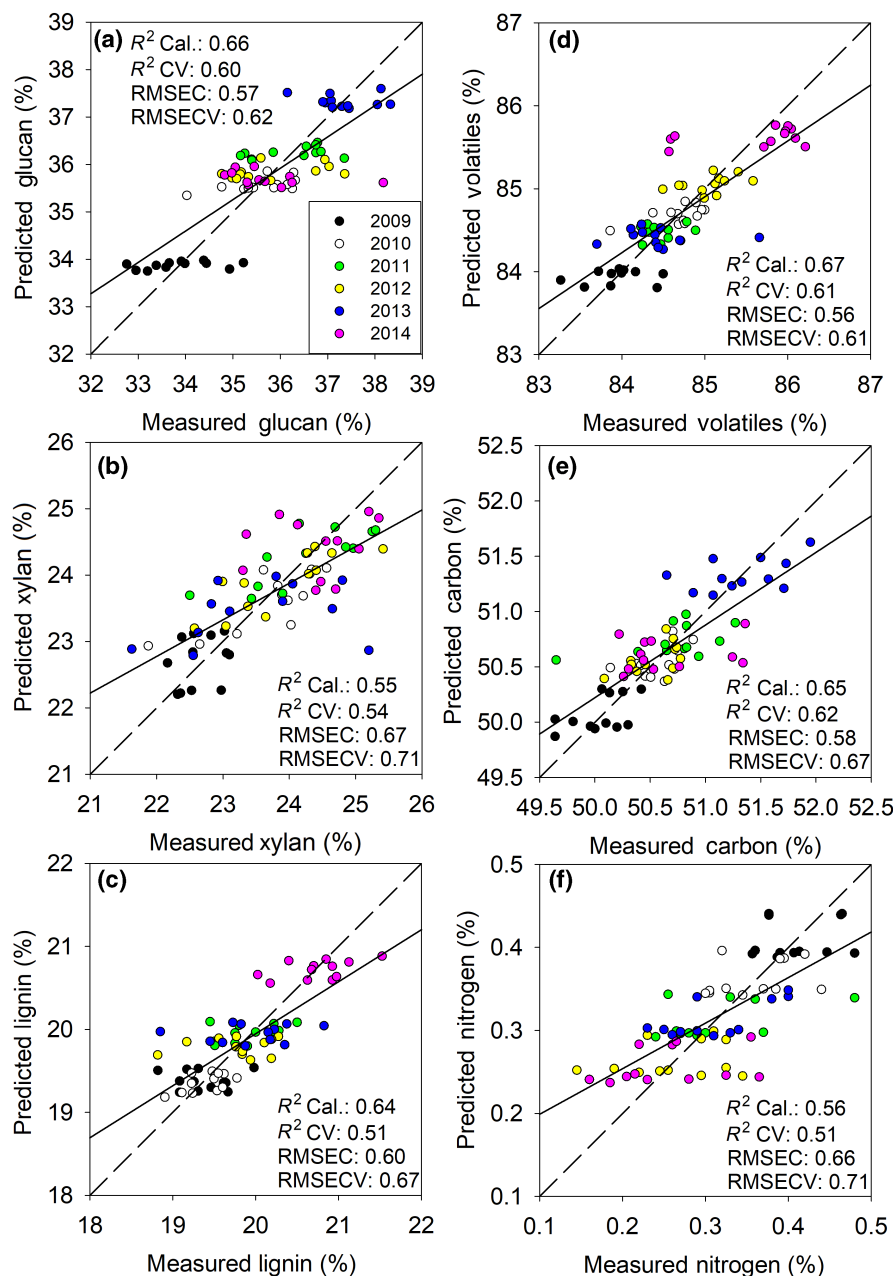 (a)
R² Cal.: 0.66
R² CV: 0.60
RMSEC: 0.57
RMSECV: 0.62
39
38
37
36
35
34
33
32
Predicted glucan (%)
2009
2010
2011
2012
2013
2014
32 33 34 35 36 37 38 39
Measured glucan (%)
(d)
87
86
85
84
83
Predicted volatiles (%)
R² Cal.: 0.67
R² CV: 0.61
RMSEC: 0.56
RMSECV: 0.61
83 84 85 86 87
Measured volatiles (%)
(b)
26
25
24
23
22
21
Predicted xylan (%)
R² Cal.: 0.55
R² CV: 0.54
RMSEC: 0.67
RMSECV: 0.71
21 22 23 24 25 26
Measured xylan (%)
(e)
52.5
52.0
51.5
51.0
50.5
50.0
49.5
Predicted carbon (%)
R² Cal.: 0.65
R² CV: 0.62
RMSEC: 0.58
RMSECV: 0.67
49.5 50.0 50.5 51.0 51.5 52.0 52.5
Measured carbon (%)
(c)
22
21
20
19
18
Predicted lignin (%)
R² Cal.: 0.64
R² CV: 0.51
RMSEC: 0.60
RMSECV: 0.67
18 19 20 21 22
Measured lignin (%)
(f)
0.5
0.4
0.3
0.2
0.1
Predicted nitrogen (%)
R² Cal.: 0.56
R² CV: 0.51
RMSEC: 0.66
RMSECV: 0.71
0.1 0.2 0.3 0.4 0.5
Measured nitrogen (%)